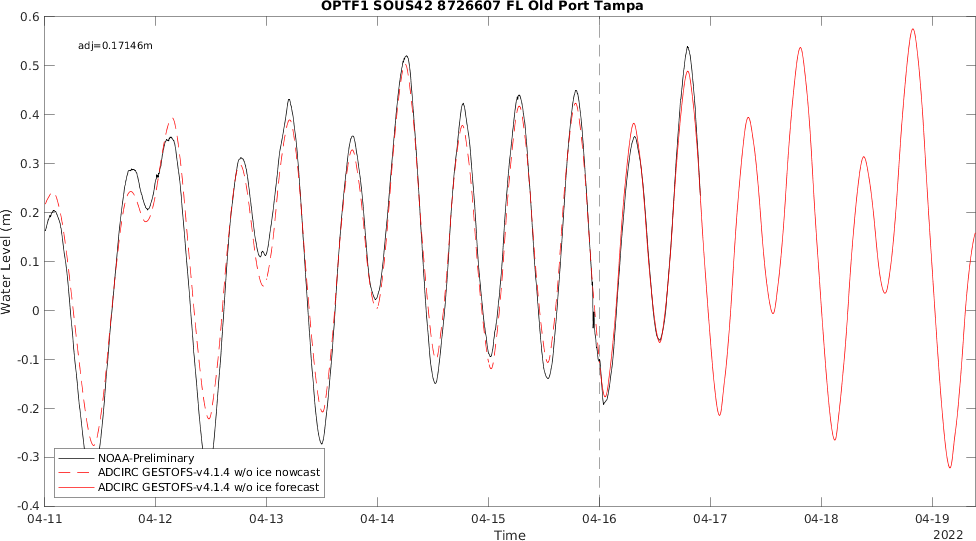 OPTF1 SOUS42 8726607 FL Old Port Tampa
adj=0.17146m
0.6
0.5
0.4
0.3
0.2
0.1
0
-0.1
-0.2
-0.3
-0.4
Water Level (m)
NOAA-Preliminary
ADCIRC GESTOFS-v4.1.4 w/o ice nowcast
ADCIRC GESTOFS-v4.1.4 w/o ice forecast
04-11 04-12 04-13 04-14 04-15 04-16 04-17 04-18 04-19
Time
2022